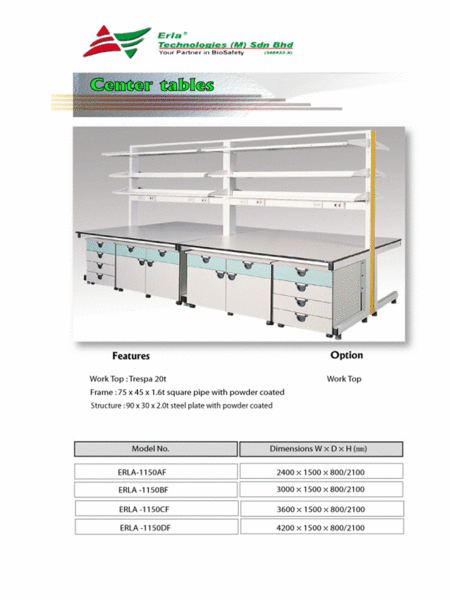 Erla®
Technologies (M) Sdn Bhd
Your Partner in BioSafety
Center tables
Features
Option
Work Top : Trespa 20t
Work Top
Frame : 75 x 45 x 1.6t square pipe with powder coated
Structure : 90 x 30 x 2.0t steel plate with powder coated
Model No. Dimensions W × D × H (㎜)
ERLA-1150AF 2400 × 1500 × 800/2100
ERLA -1150BF 3000 × 1500 × 800/2100
ERLA -1150CF 3600 × 1500 × 800/2100
ERLA -1150DF 4200 × 1500 × 800/2100